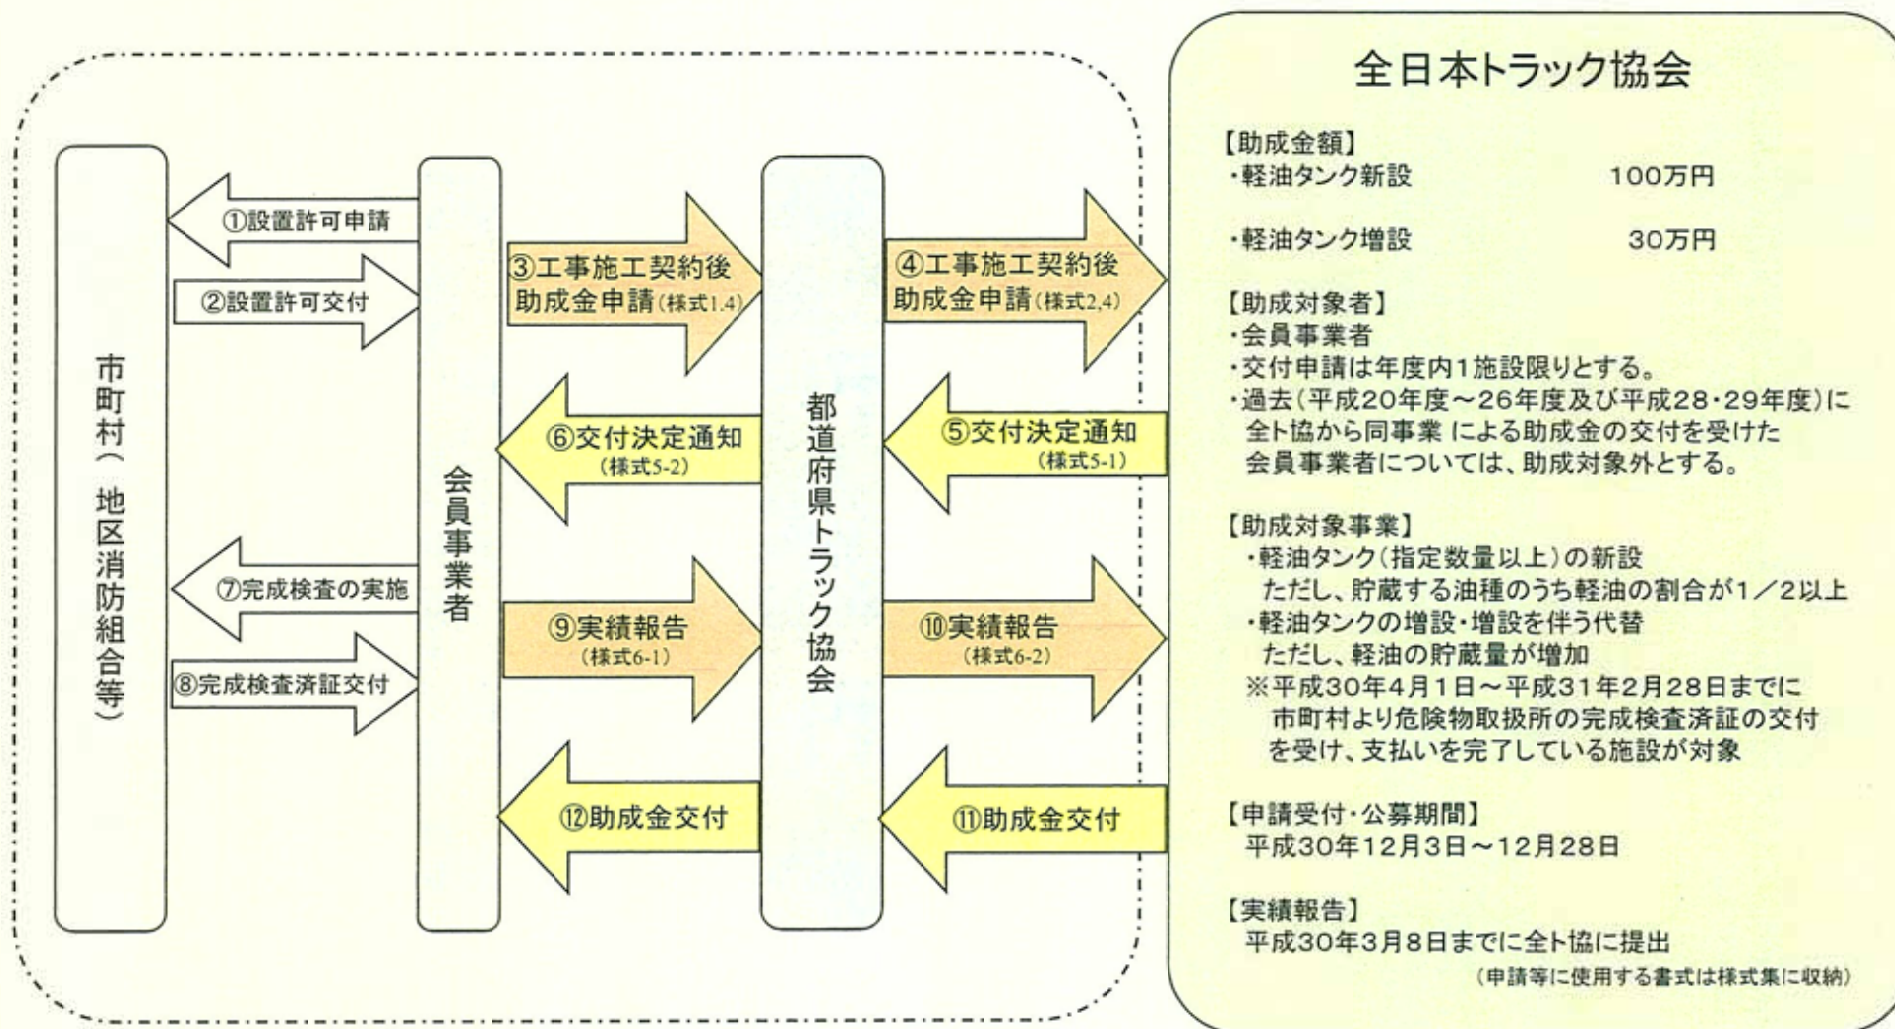 市町村（地区消防組合等）
①設置許可申請
②設置許可交付
⑦完成検査の実施
⑧完成検査済証交付
会員事業者
③工事施工契約後
助成金申請(様式1.4)
⑥交付決定通知
(様式5-2)
⑨実績報告
(様式6-1)
⑫助成金交付
都道府県トラック協会
④工事施工契約後
助成金申請(様式2,4)
⑤交付決定通知
(様式5-1)
⑩実績報告
(様式6-2)
⑪助成金交付
全日本トラック協会
【助成金額】
・軽油タンク新設 100万円
・軽油タンク増設 30万円
【助成対象者】
・会員事業者
・交付申請は年度内1施設限りとする。
・過去（平成20年度～26年度及び平成28・29年度）に
全ト協から同事業 による助成金の交付を受けた
会員事業者については、助成対象外とする。
【助成対象事業】
・軽油タンク（指定数量以上）の新設
ただし、貯蔵する油種のうち軽油の割合が1／2以上
・軽油タンクの増設・増設を伴う代替
ただし、軽油の貯蔵量が増加
※平成30年4月1日～平成31年2月28日までに
市町村より危険物取扱所の完成検査済証の交付
を受け、支払いを完了している施設が対象
【申請受付・公募期間】
平成30年12月3日～12月28日
【実績報告】
平成30年3月8日までに全ト協に提出
（申請等に使用する書式は様式集に収納）